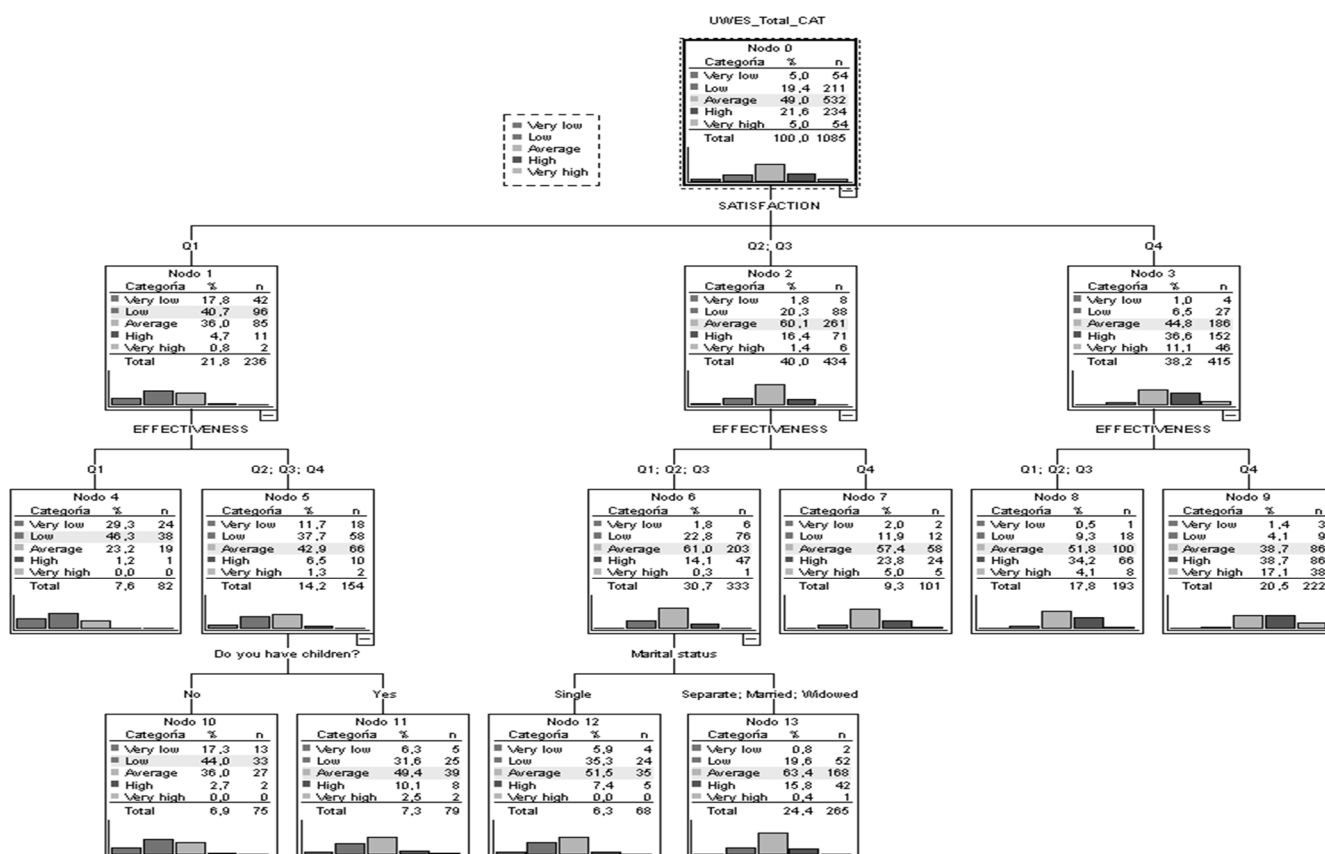 UWES_Total_CAT
Nodo 0
Categoría % n
Very low 5,0 54
Low 19,4 211
Average 49,0 532
High 21,6 234
Very high 5,0 54
Total 100,0 1085
Very low
Low
Average
High
Very high
SATISFACTION
Q1
Q2; Q3
Q4
Nodo 1
Categoría % n
Very low 17,8 42
Low 40,7 96
Average 36,0 85
High 4,7 11
Very high 0,8 2
Total 21,8 236
Nodo 2
Categoría % n
Very low 1,8 8
Low 20,3 88
Average 60,1 261
High 16,4 71
Very high 1,4 6
Total 40,0 434
Nodo 3
Categoría % n
Very low 1,0 4
Low 6,5 27
Average 44,8 186
High 36,6 152
Very high 11,1 46
Total 38,2 415
EFFECTIVENESS
EFFECTIVENESS
EFFECTIVENESS
Q1
Q2; Q3; Q4
Q1; Q2; Q3
Q4
Q1; Q2; Q3
Q4
Nodo 4
Categoría % n
Very low 29,3 24
Low 46,3 38
Average 23,2 19
High 1,2 1
Very high 0,0 0
Total 7,6 82
Nodo 5
Categoría % n
Very low 11,7 18
Low 37,7 58
Average 42,9 66
High 6,5 10
Very high 1,3 2
Total 14,2 154
Nodo 6
Categoría % n
Very low 1,8 6
Low 22,8 76
Average 61,0 203
High 14,1 47
Very high 0,3 1
Total 30,7 333
Nodo 7
Categoría % n
Very low 2,0 2
Low 11,9 12
Average 57,4 58
High 23,8 24
Very high 5,0 5
Total 9,3 101
Nodo 8
Categoría % n
Very low 0,5 1
Low 9,3 18
Average 51,8 100
High 34,2 66
Very high 4,1 8
Total 17,8 193
Nodo 9
Categoría % n
Very low 1,4 3
Low 4,1 9
Average 38,7 86
High 38,7 86
Very high 17,1 38
Total 20,5 222
Do you have children?
Marital status
No
Yes
Single
Separate; Married; Widowed
Nodo 10
Categoría % n
Very low 17,3 13
Low 44,0 33
Average 36,0 27
High 2,7 2
Very high 0,0 0
Total 6,9 75
Nodo 11
Categoría % n
Very low 6,3 5
Low 31,6 25
Average 49,4 39
High 10,1 8
Very high 2,5 2
Total 7,3 79
Nodo 12
Categoría % n
Very low 5,9 4
Low 35,3 24
Average 51,5 35
High 7,4 5
Very high 0,0 0
Total 6,3 68
Nodo 13
Categoría % n
Very low 0,8 2
Low 19,6 52
Average 63,4 168
High 15,8 42
Very high 0,4 1
Total 24,4 265